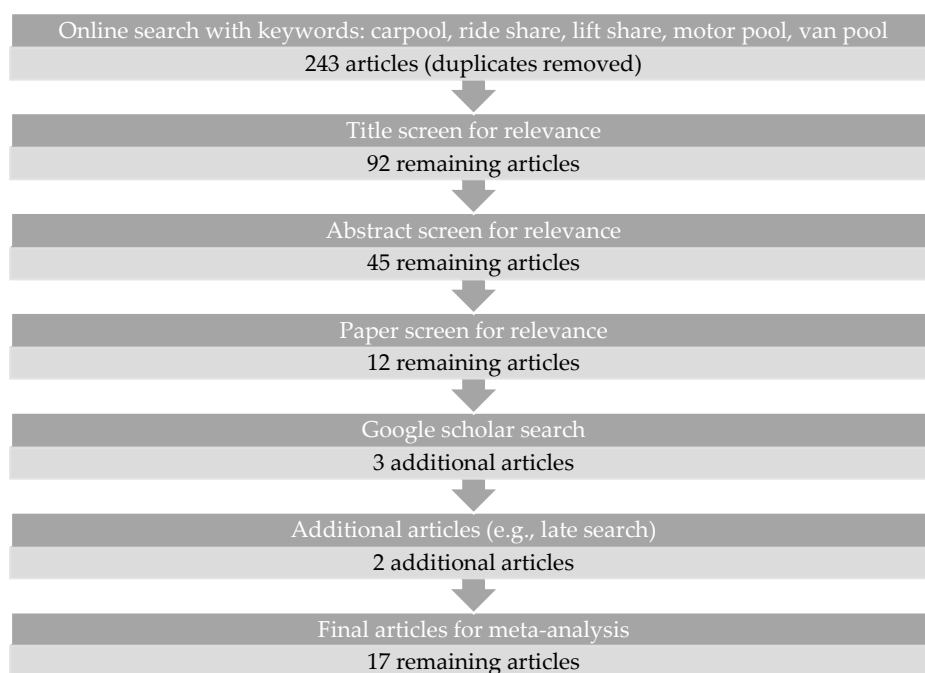 Online search with keywords: carpool, ride share, lift share, motor pool, van pool
243 articles (duplicates removed)
Title screen for relevance
92 remaining articles
Abstract screen for relevance
45 remaining articles
Paper screen for relevance
12 remaining articles
Google scholar search
3 additional articles
Additional articles (e.g., late search)
2 additional articles
Final articles for meta-analysis
17 remaining articles